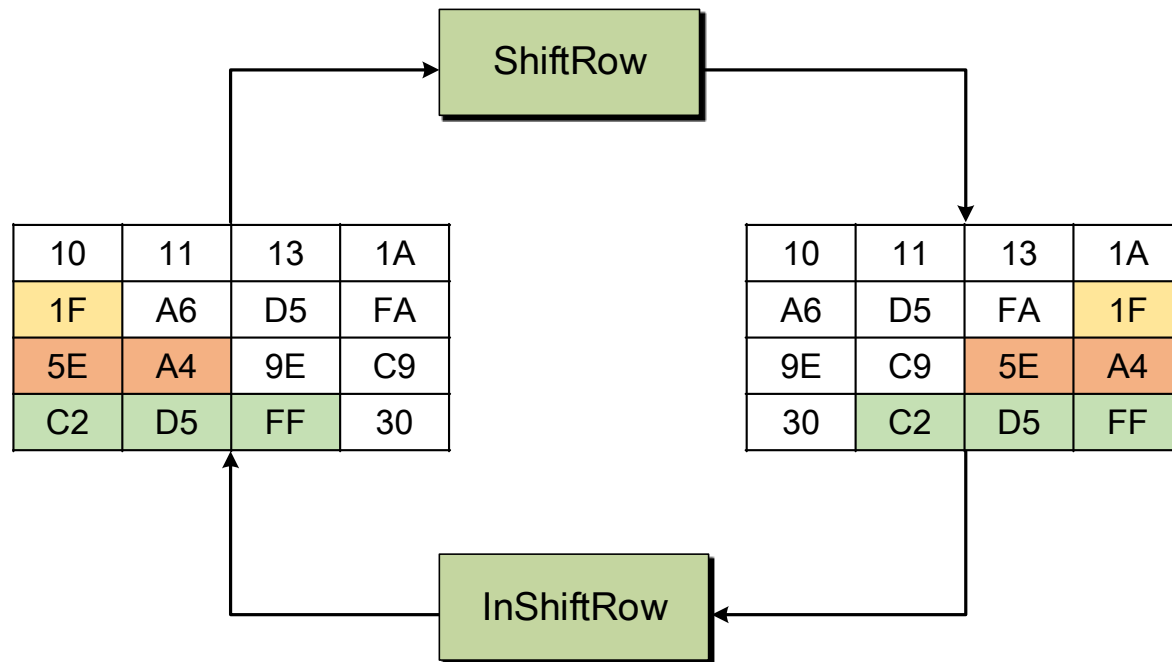 ShiftRow
10 11 13 1A
1F A6 D5 FA
5E A4 9E C9
C2 D5 FF 30
10 11 13 1A
A6 D5 FA 1F
9E C9 5E A4
30 C2 D5 FF
InShiftRow